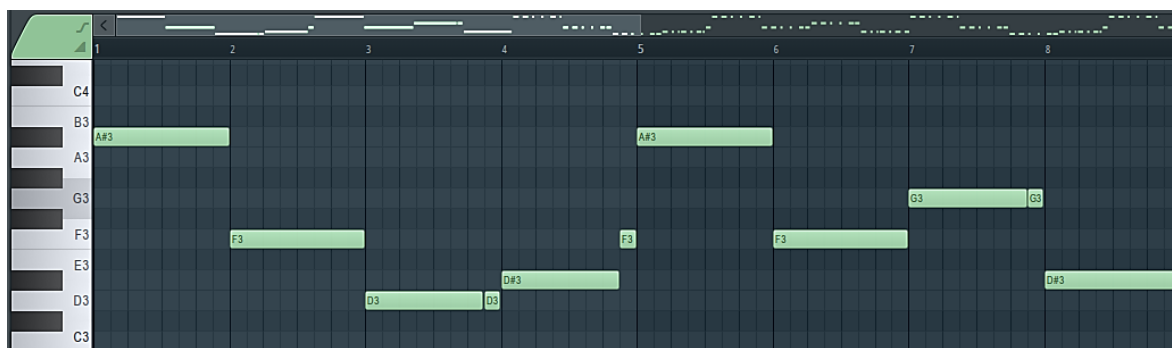 1 2 3 4 5 6 7 8
C4
B3
A#3 A#3
A3
G3 G3 G3
F3 F3 F3 F3
E3
D#3 D#3
D3 D3 D3
C3